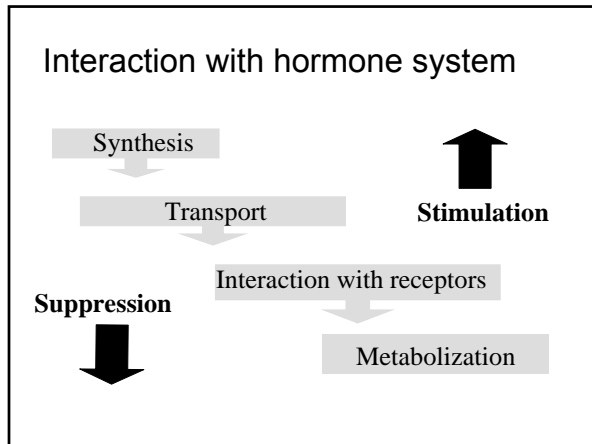 Interaction with hormone system
Synthesis
Transport
Stimulation
Interaction with receptors
Suppression
Metabolization